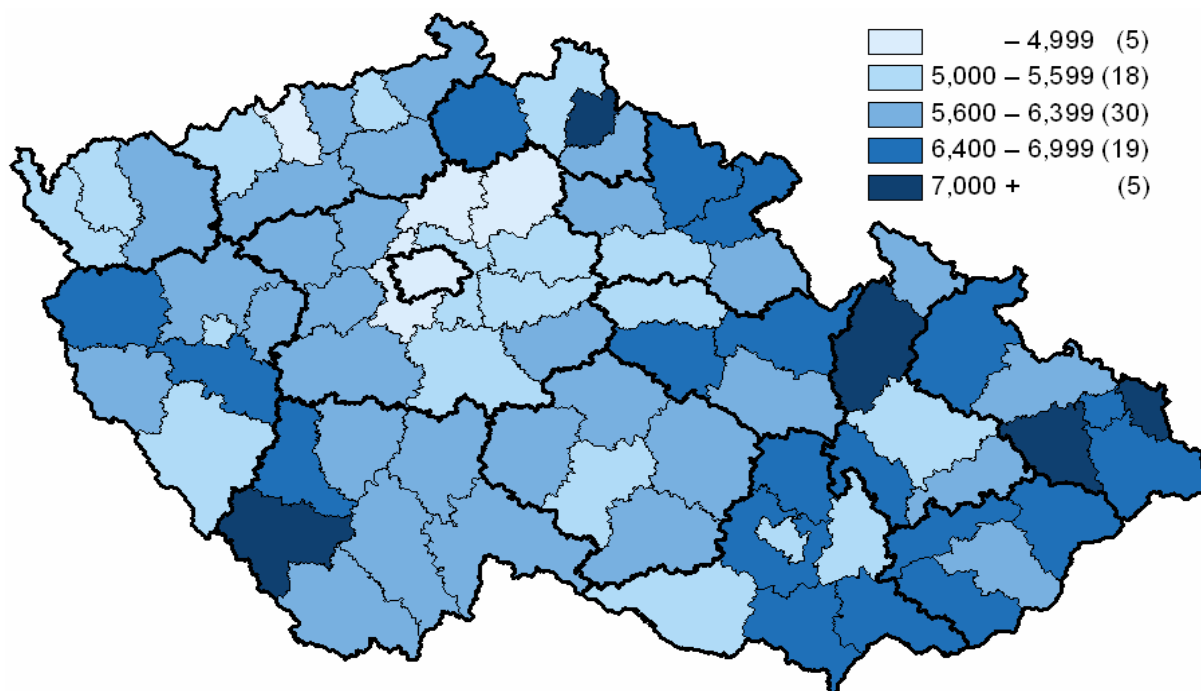 – 4,999 (5)
5,000 – 5,599 (18)
5,600 – 6,399 (30)
6,400 – 6,999 (19)
7,000 + (5)